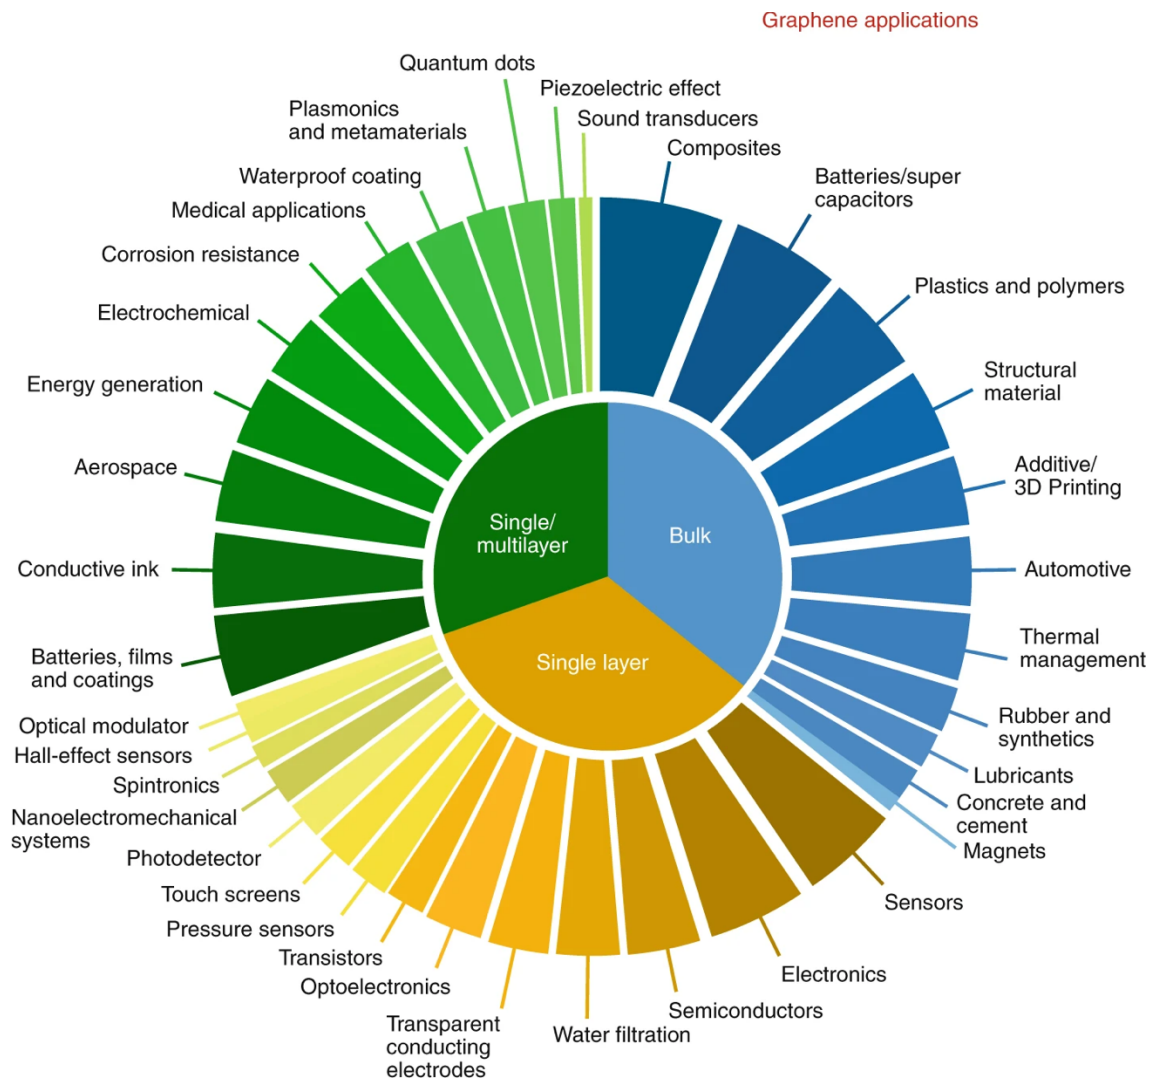 Graphene applications
Quantum dots
Piezoelectric effect
Plasmonics
and metamaterials
Sound transducers
Composites
Waterproof coating
Batteries/super
capacitors
Medical applications
Corrosion resistance
Plastics and polymers
Electrochemical
Energy generation
Structural
material
Aerospace
Additive/
3D Printing
Single/
multilayer
Bulk
Conductive ink
Automotive
Thermal
management
Batteries, films
and coatings
Single layer
Optical modulator
Rubber and
synthetics
Hall-effect sensors
Spintronics
Lubricants
Nanoelectromechanical
systems
Concrete and
cement
Magnets
Photodetector
Touch screens
Sensors
Pressure sensors
Transistors
Electronics
Optoelectronics
Semiconductors
Transparent
conducting
electrodes
Water filtration